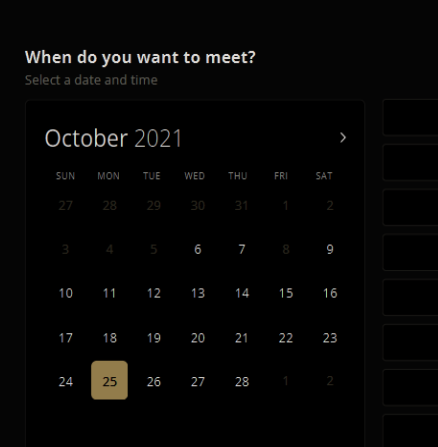 When do you want to meet?
Select a date and time
October 2021
SUN MON TUE WED THU FRI SAT
27 28 29 30 31 1 2
3 4 5 6 7 8 9
10 11 12 13 14 15 16
17 18 19 20 21 22 23
24 25 26 27 28 1 2